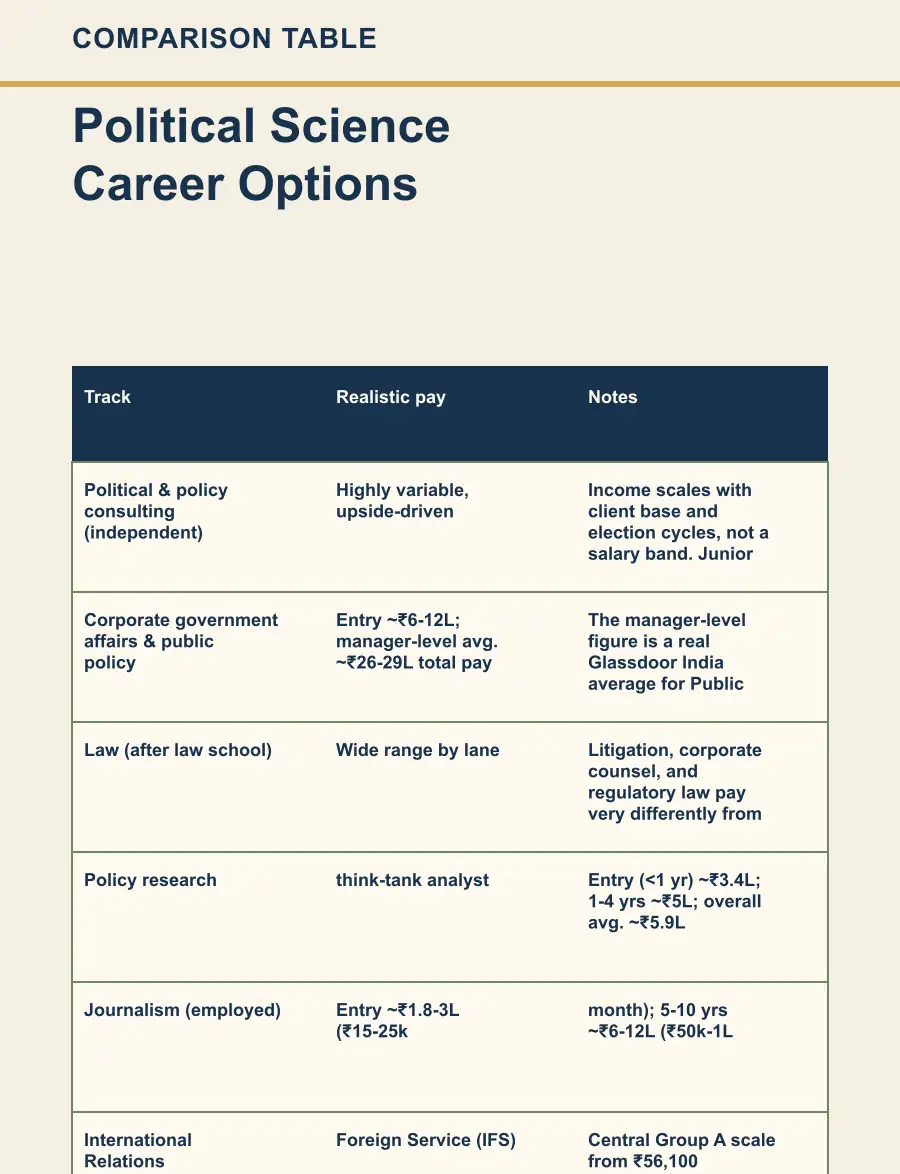 COMPARISON TABLE
Political Science
Career Options
Track
Realistic pay
Notes
Political & policy
consulting
(independent)
Highly variable,
upside-driven
Income scales with
client base and
election cycles, not a
salary band. Junior
Corporate government
affairs & public
policy
Entry ~₹6-12L;
manager-level avg.
~₹26-29L total pay
The manager-level
figure is a real
Glassdoor India
average for Public
Law (after law school)
Wide range by lane
Litigation, corporate
counsel, and
regulatory law pay
very differently from
Policy research
think-tank analyst
Entry (<1 yr) ~₹3.4L;
1-4 yrs ~₹5L; overall
avg. ~₹5.9L
Journalism (employed)
Entry ~₹1.8-3L
(₹15-25k
month); 5-10 yrs
~₹6-12L (₹50k-1L
International
Relations
Foreign Service (IFS)
Central Group A scale
from ₹56,100